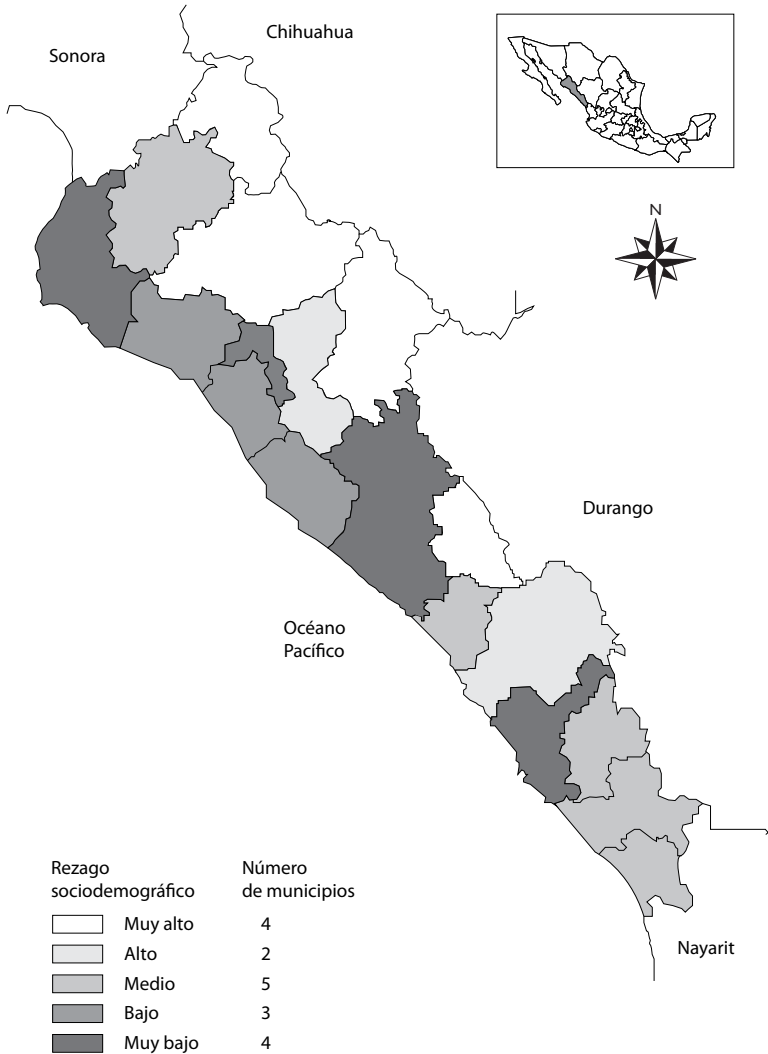 Chihuahua
Sonora
N
Durango
Océano
Pacífico
Rezago
sociodemográfico
Número
de municipios
Muy alto 4
Alto 2
Medio 5
Bajo 3
Muy bajo 4
Nayarit